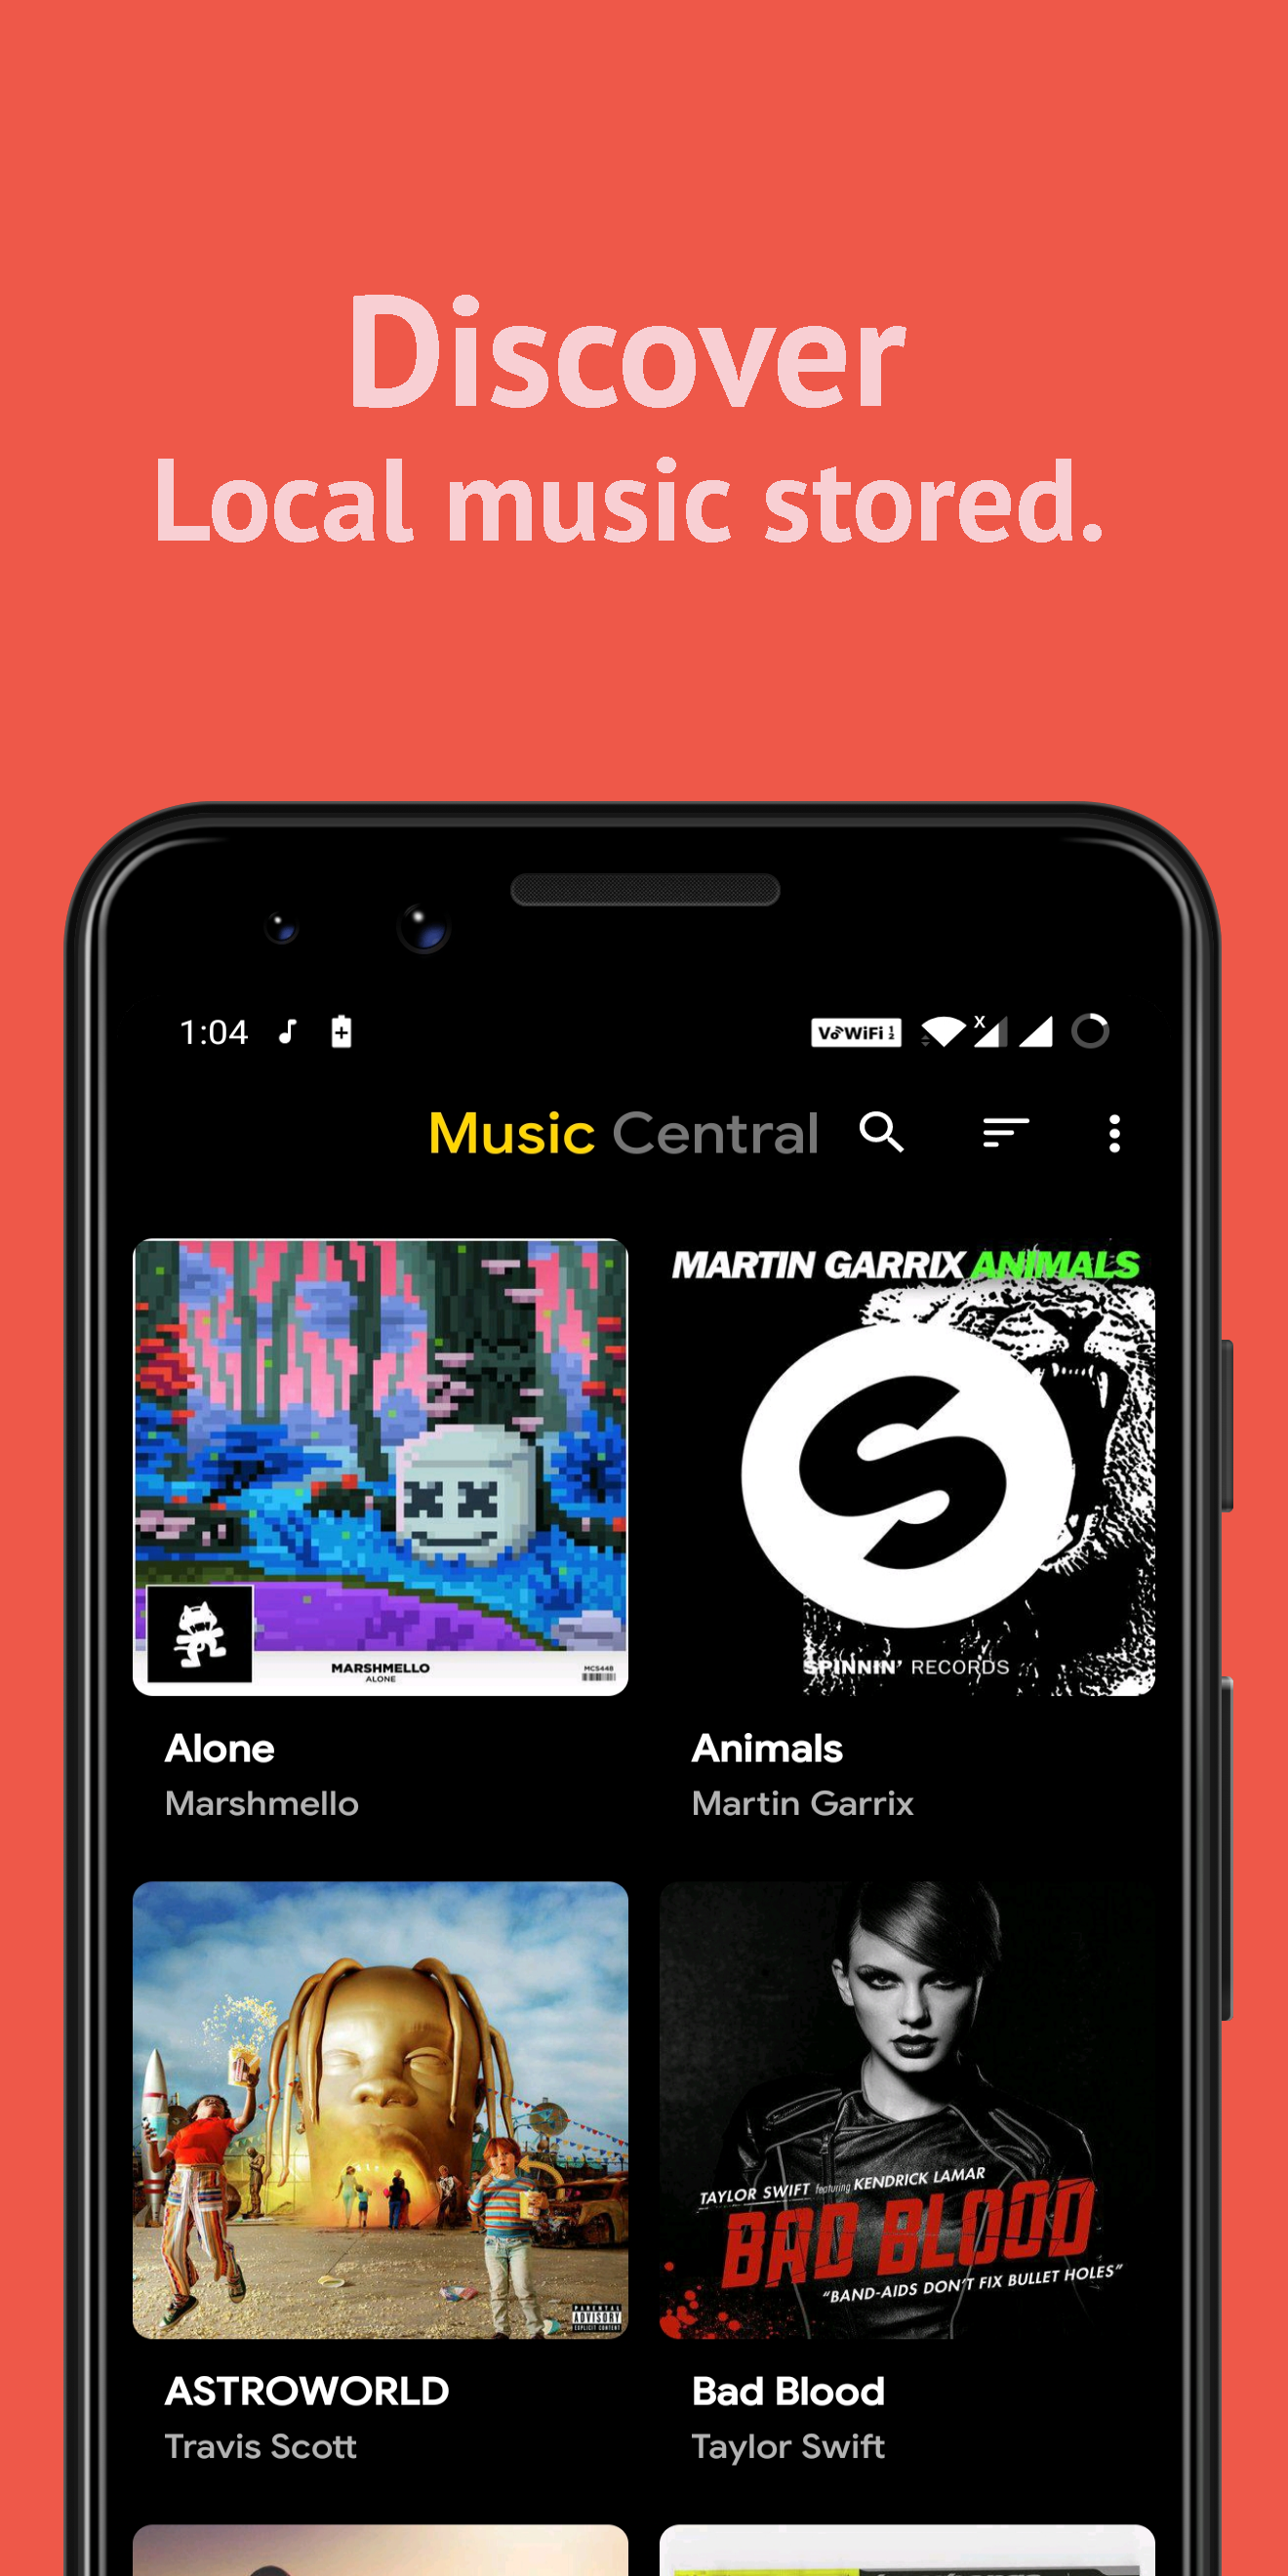 Discover
Local music stored.
1:04
VoWiFi 1 2
X
Music Central
MARSHMELLO
ALONE
MCS448
MARTIN GARRIX ANIMALS
SPINNIN' RECORDS
Alone
Marshmello
Animals
Martin Garrix
PARENTAL
ADVISORY
EXPLICIT CONTENT
TAYLOR SWIFT featuring KENDRICK LAMAR
BAD BLOOD
“BAND-AIDS DON'T FIX BULLET HOLES”
ASTROWORLD
Travis Scott
Bad Blood
Taylor Swift